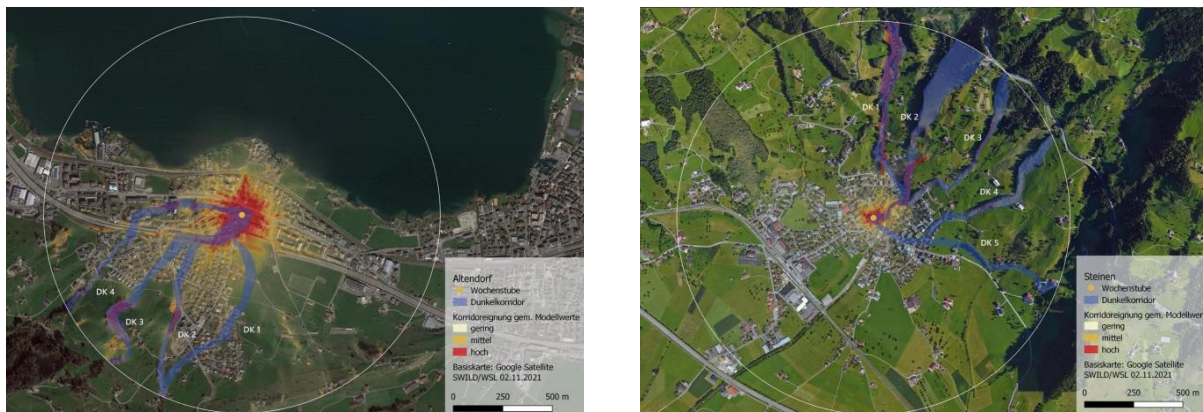 DK 4
DK 3
DK 2
DK 1
Altendorf
Wochenstube
Dunkelkorridor
Korridoreignung gem. Modellwerte
gering
mittel
hoch
Basiskarte: Google Satellite
SWILD/WSL 02.11.2021
0 250 500 m
DK 1
DK 2
DK 3
DK 4
DK 5
Steinen
Wochenstube
Dunkelkorridor
Korridoreignung gem. Modellwerte
gering
mittel
hoch
Basiskarte: Google Satellite
SWILD/WSL 02.11.2021
0 250 500